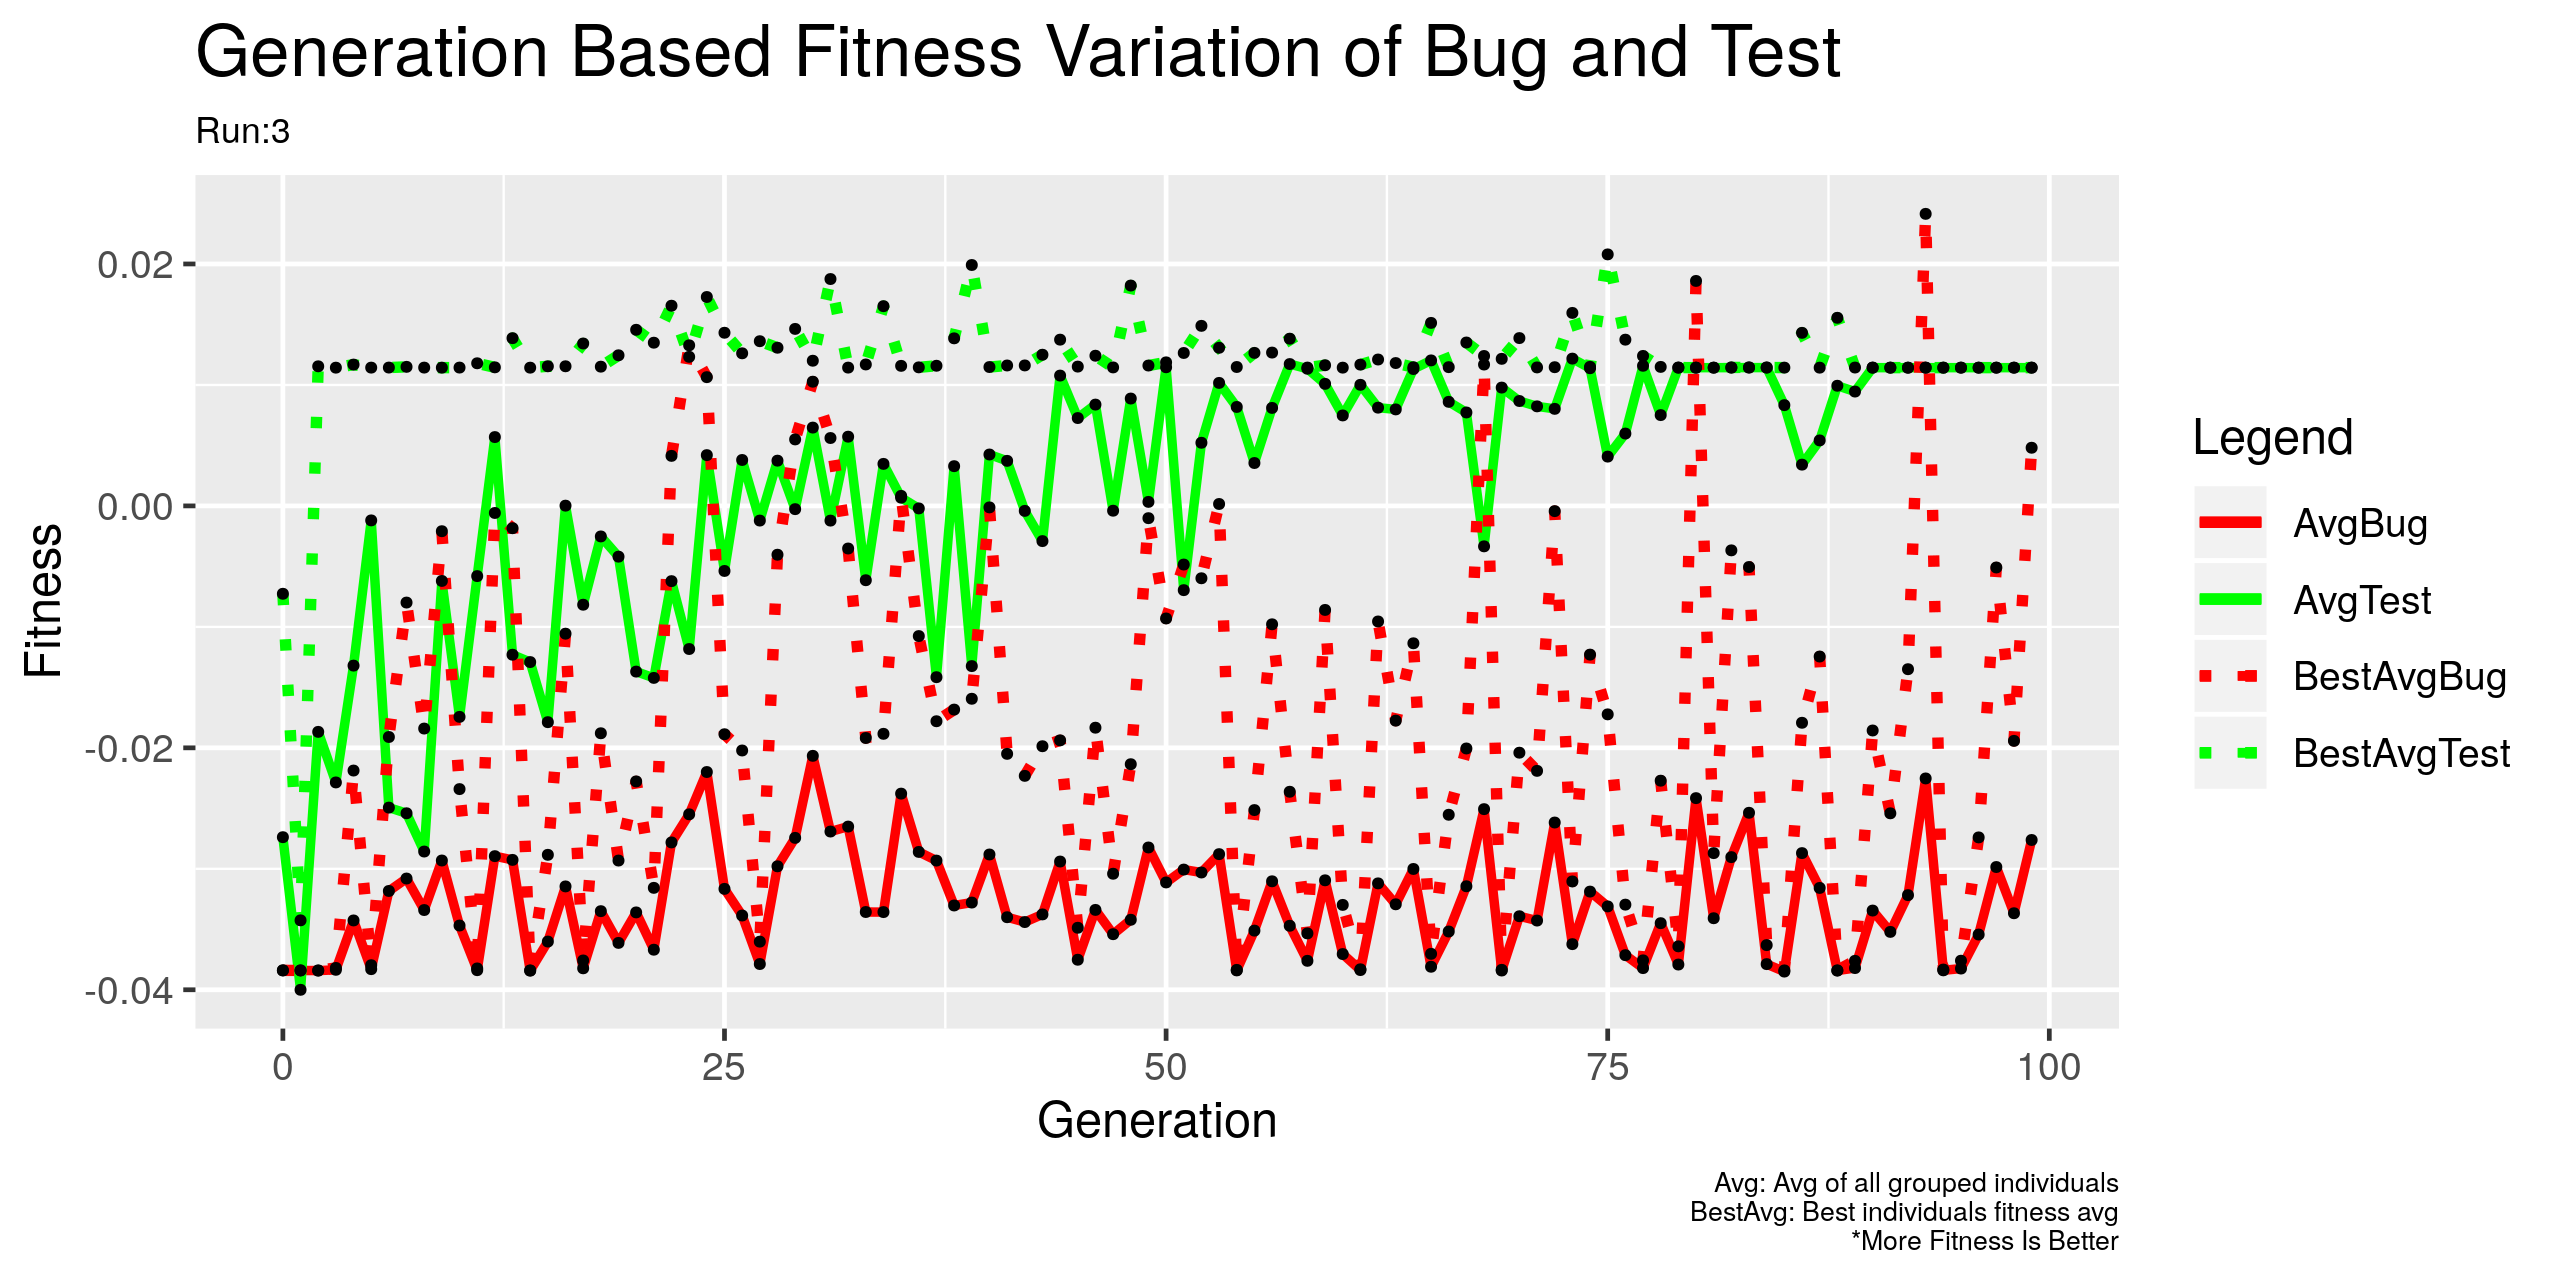 Generation Based Fitness Variation of Bug and Test
Run:3
0.02
0.00
-0.02
-0.04
Fitness
0
25
50
75
100
Generation
Legend
AvgBug
AvgTest
BestAvgBug
BestAvgTest
Avg: Avg of all grouped individuals
BestAvg: Best individuals fitness avg
*More Fitness Is Better